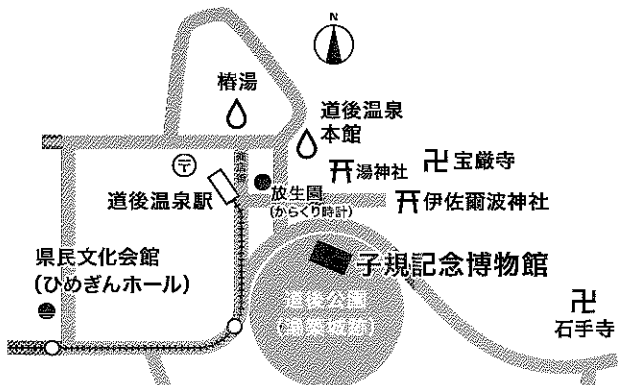 N
椿湯
道後温泉
本館
湯神社
宝厳寺
商店街
道後温泉駅
放生園
(からくり時計)
伊佐爾波神社
県民文化会館
(ひめぎんホール)
子規記念博物館
道後公園
(湯築城跡)
石手寺